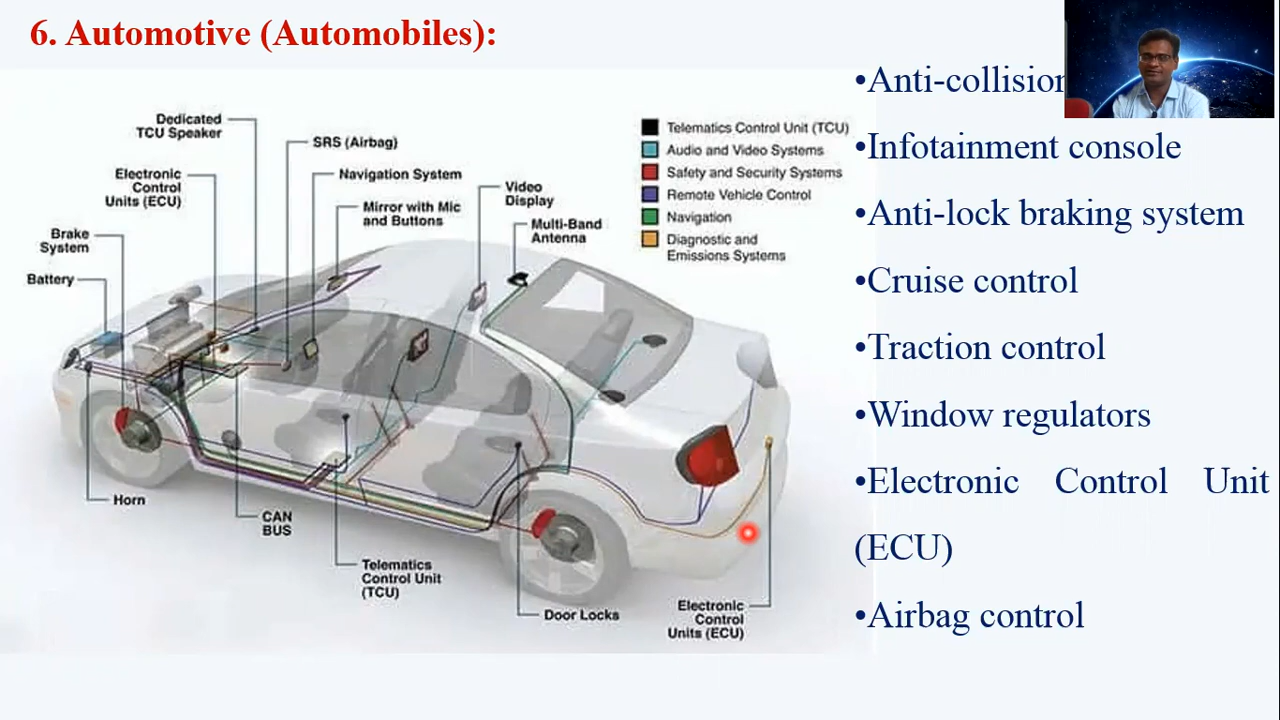 6. Automotive (Automobiles):
Dedicated
TCU Speaker
SRS (Airbag)
Electronic
Control
Units (ECU)
Navigation System
Mirror with Mic
and Buttons
Video
Display
Multi-Band
Antenna
Brake
System
Battery
Telematics Control Unit (TCU)
Audio and Video Systems
Safety and Security Systems
Remote Vehicle Control
Navigation
Diagnostic and
Emissions Systems
Horn
CAN
BUS
Telematics
Control Unit
(TCU)
Door Locks
Electronic
Control
Units (ECU)
•Anti-collision
•Infotainment console
•Anti-lock braking system
•Cruise control
•Traction control
•Window regulators
•Electronic Control Unit
(ECU)
•Airbag control